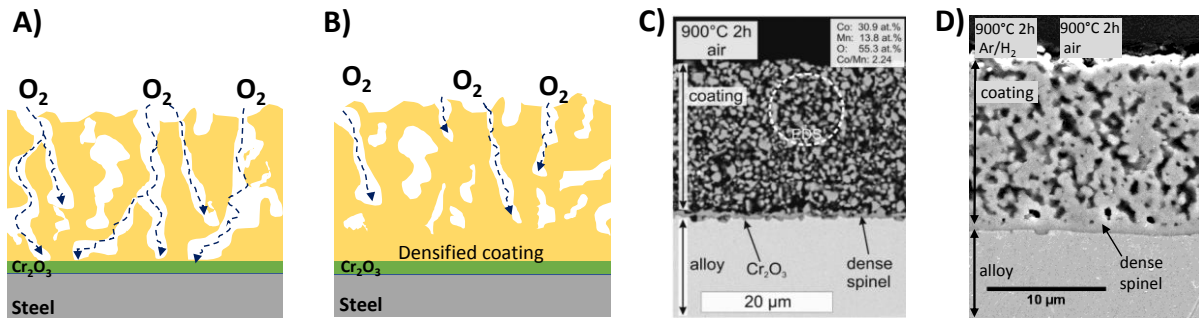 A)
O₂
O₂
O₂
Cr₂O₃
Steel
B)
O₂
O₂
O₂
Densified coating
Cr₂O₃
Steel
C)
900°C 2h
air
Co: 30.9 at.%
Mn: 13.8 at.%
O: 55.3 at.%
Co/Mn: 2.24
coating
EDS
alloy
Cr₂O₃
dense
spinel
20 µm
D)
900°C 2h
Ar/H₂
900°C 2h
air
coating
alloy
dense
spinel
10 µm